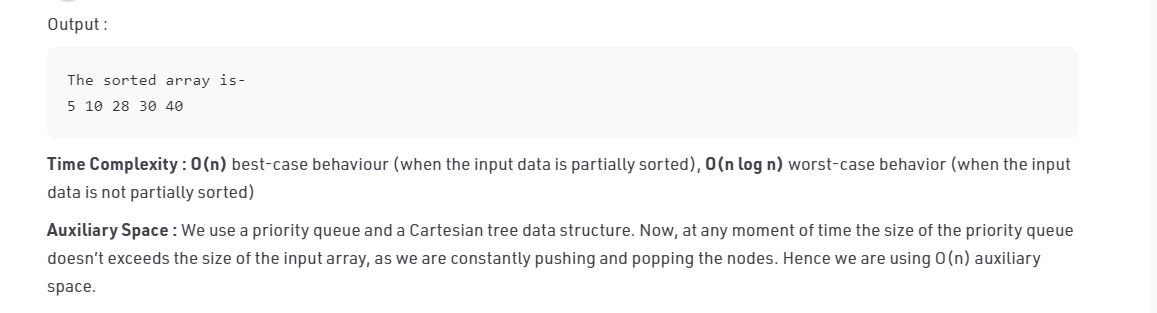 Output :
The sorted array is-
5 10 28 30 40
Time Complexity : O(n) best-case behaviour (when the input data is partially sorted), O(n log n) worst-case behavior (when the input
data is not partially sorted)
Auxiliary Space : We use a priority queue and a Cartesian tree data structure. Now, at any moment of time the size of the priority queue
doesn't exceeds the size of the input array, as we are constantly pushing and popping the nodes. Hence we are using O(n) auxiliary
space.